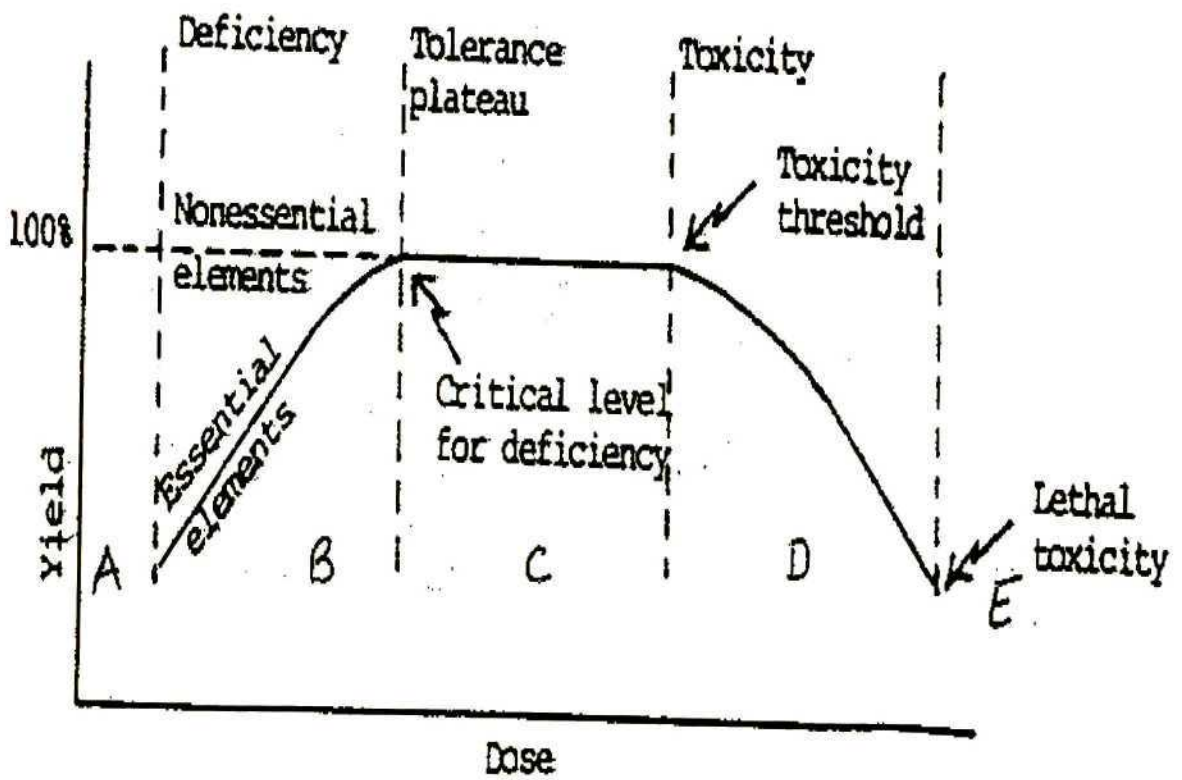 Deficiency
Tolerance
plateau
Toxicity
Toxicity
threshold
100%
Nonessential
elements
Essential
elements
Critical level
for deficiency
Lethal
toxicity
Yield
A
B
C
D
E
Dose